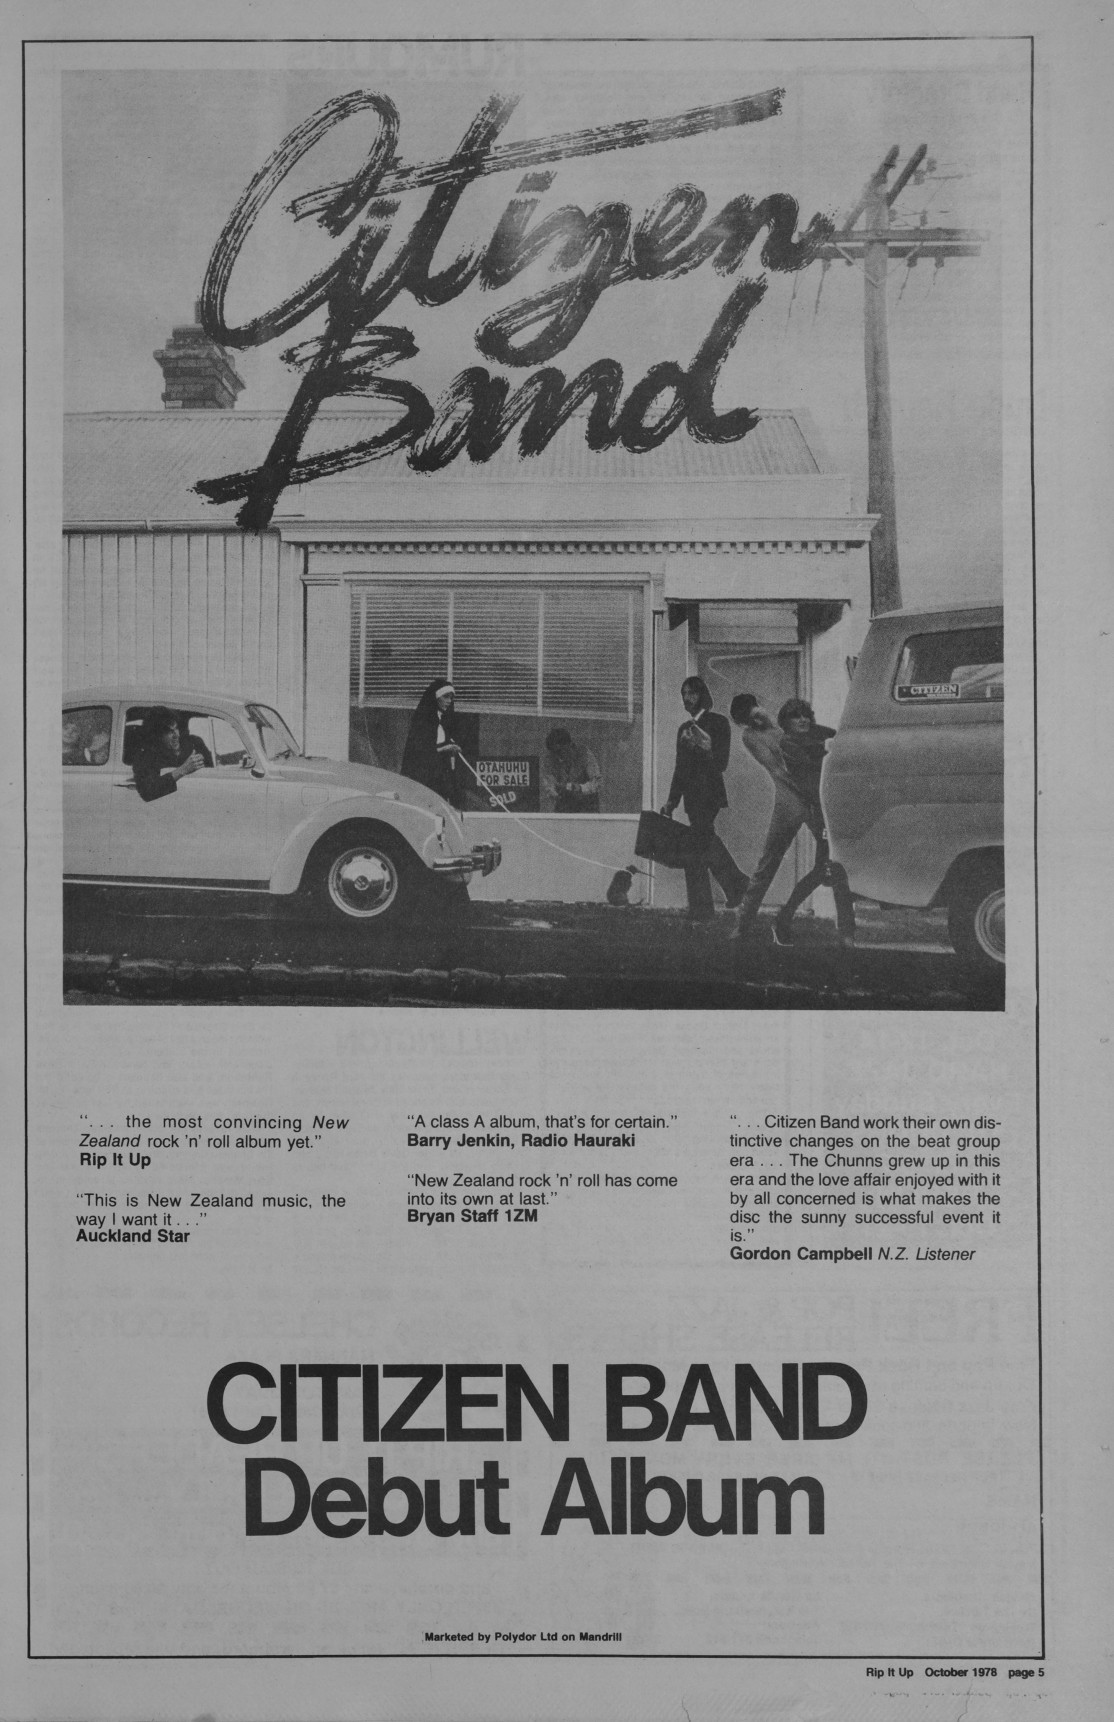 Citizen
Band
CITIZEN
OTAHUHU
FOR SALE
SOLD
“. . . the most convincing New
Zealand rock ’n’ roll album yet.”
Rip It Up
“This is New Zealand music, the
way I want it . . .”
Auckland Star
“A class A album, that’s for certain.”
Barry Jenkin, Radio Hauraki
“New Zealand rock ’n’ roll has come
into its own at last.”
Bryan Staff 1ZM
“. . . Citizen Band work their own dis-
tinctive changes on the beat group
era . . . The Chunns grew up in this
era and the love affair enjoyed with it
by all concerned is what makes the
disc the sunny successful event it
is.”
Gordon Campbell N.Z. Listener
CITIZEN BAND
Debut Album
Marketed by Polydor Ltd on Mandrill
Rip It Up October 1978 page 5